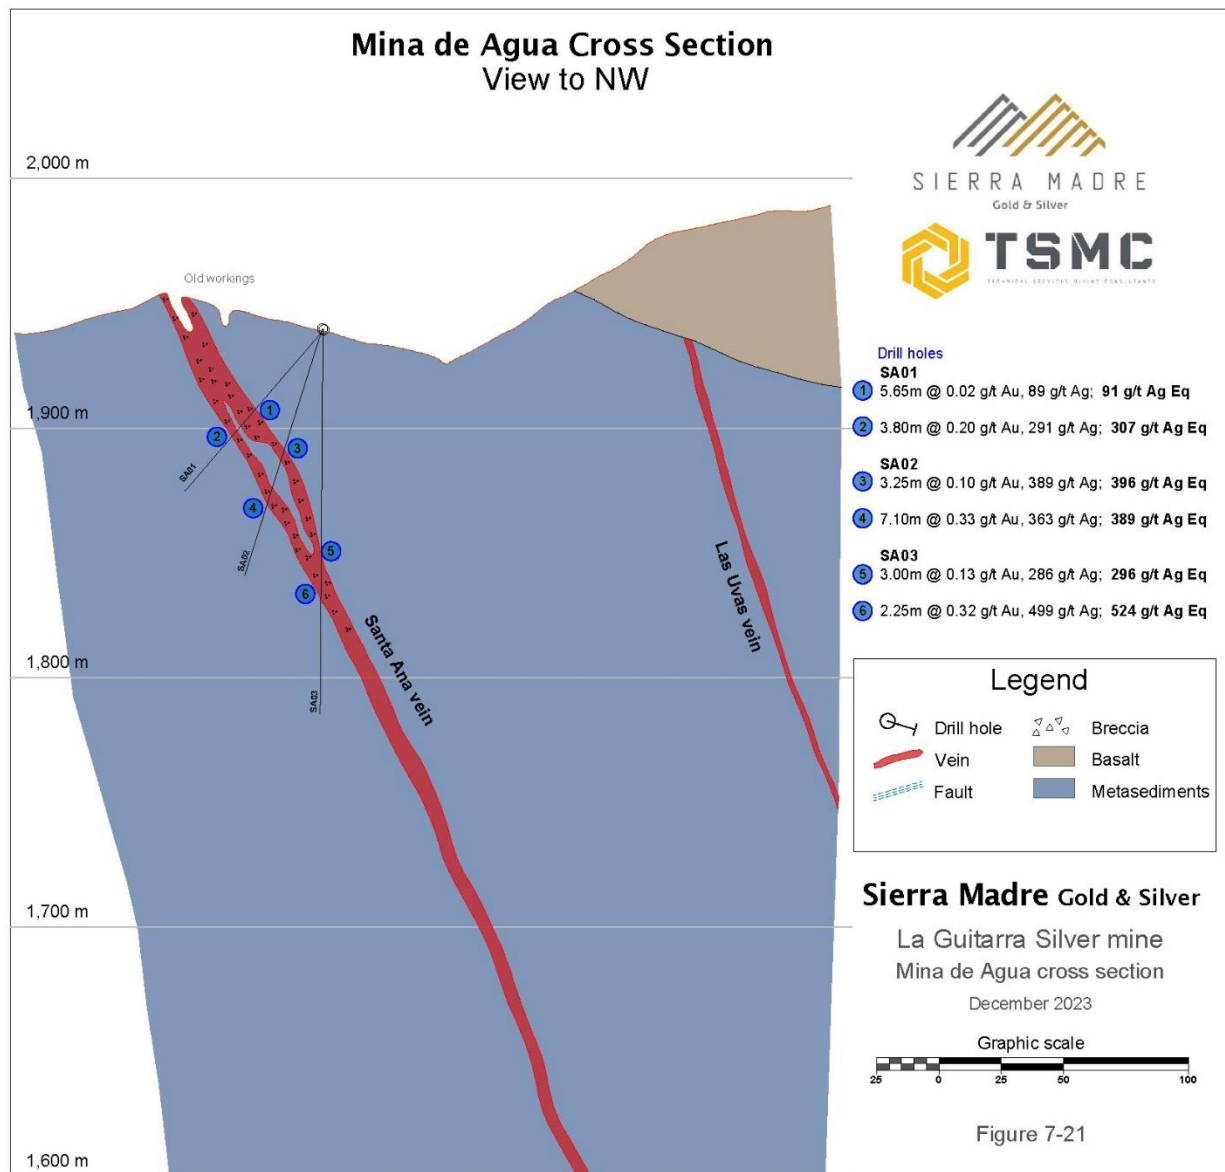 Mina de Agua Cross Section
View to NW
2,000 m
SIERRA MADRE
Gold & Silver
TSMC
TECHNICAL SERVICES MINING CONSULTANTS
Old workings
Drill holes
SA01
1 5.65m @ 0.02 g/t Au, 89 g/t Ag; 91 g/t Ag Eq
2 3.80m @ 0.20 g/t Au, 291 g/t Ag; 307 g/t Ag Eq
SA02
3 3.25m @ 0.10 g/t Au, 389 g/t Ag; 396 g/t Ag Eq
4 7.10m @ 0.33 g/t Au, 363 g/t Ag; 389 g/t Ag Eq
SA03
5 3.00m @ 0.13 g/t Au, 286 g/t Ag; 296 g/t Ag Eq
6 2.25m @ 0.32 g/t Au, 499 g/t Ag; 524 g/t Ag Eq
1,900 m
1
2
3
SA01
4
SA02
5
6
Santa Ana vein
Las Uvas vein
1,800 m
SA03
Legend
Drill hole
Breccia
Vein
Basalt
Fault
Metasediments
1,700 m
Sierra Madre Gold & Silver
La Guitarra Silver mine
Mina de Agua cross section
December 2023
Graphic scale
25 0 25 50 100
Figure 7-21
1,600 m